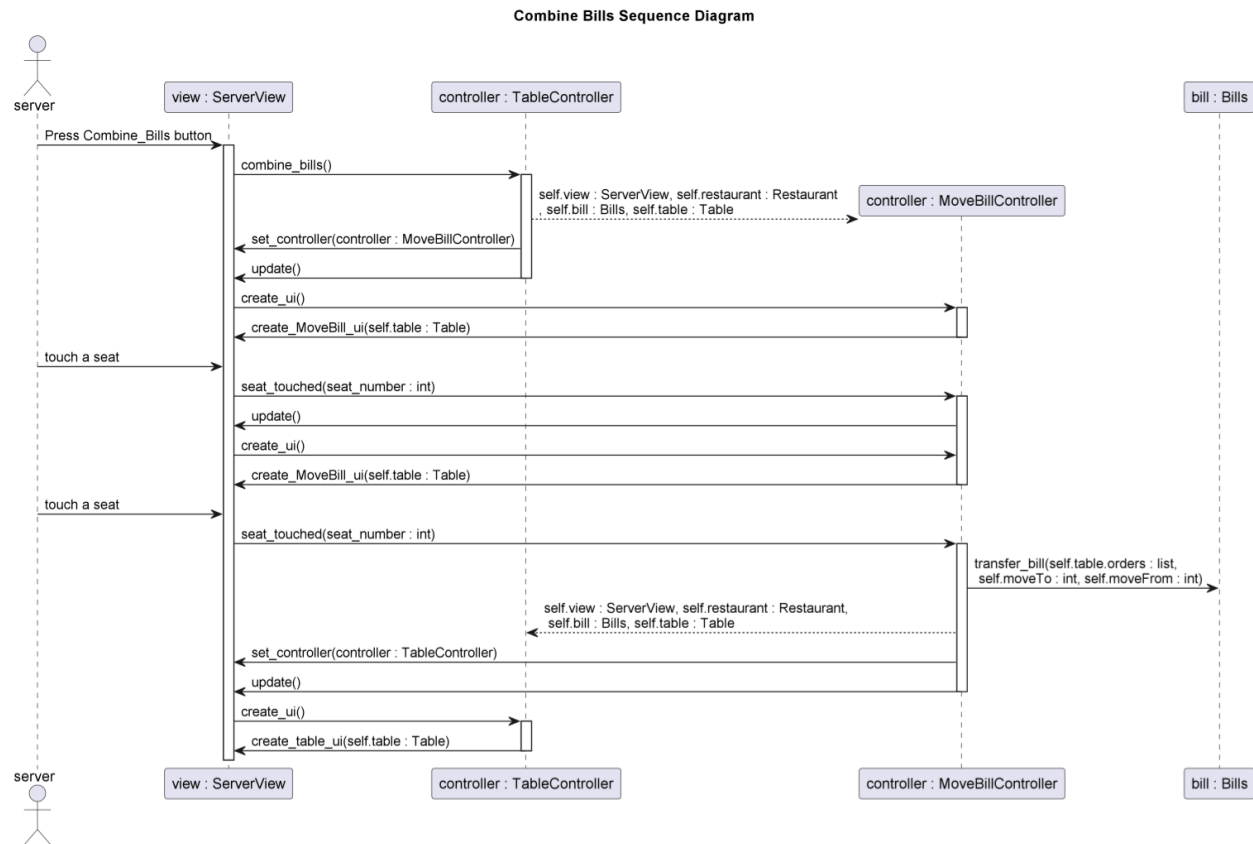 Combine Bills Sequence Diagram
server
view : ServerView
controller : TableController
bill : Bills
Press Combine_Bills button
combine_bills()
self.view : ServerView, self.restaurant : Restaurant
, self.bill : Bills, self.table : Table
controller : MoveBillController
set_controller(controller : MoveBillController)
update()
create_ui()
create_MoveBill_ui(self.table : Table)
touch a seat
seat_touched(seat_number : int)
update()
create_ui()
create_MoveBill_ui(self.table : Table)
touch a seat
seat_touched(seat_number : int)
transfer_bill(self.table.orders : list,
self.moveTo : int, self.moveFrom : int)
self.view : ServerView, self.restaurant : Restaurant,
self.bill : Bills, self.table : Table
set_controller(controller : TableController)
update()
create_ui()
create_table_ui(self.table : Table)
server
view : ServerView
controller : TableController
controller : MoveBillController
bill : Bills